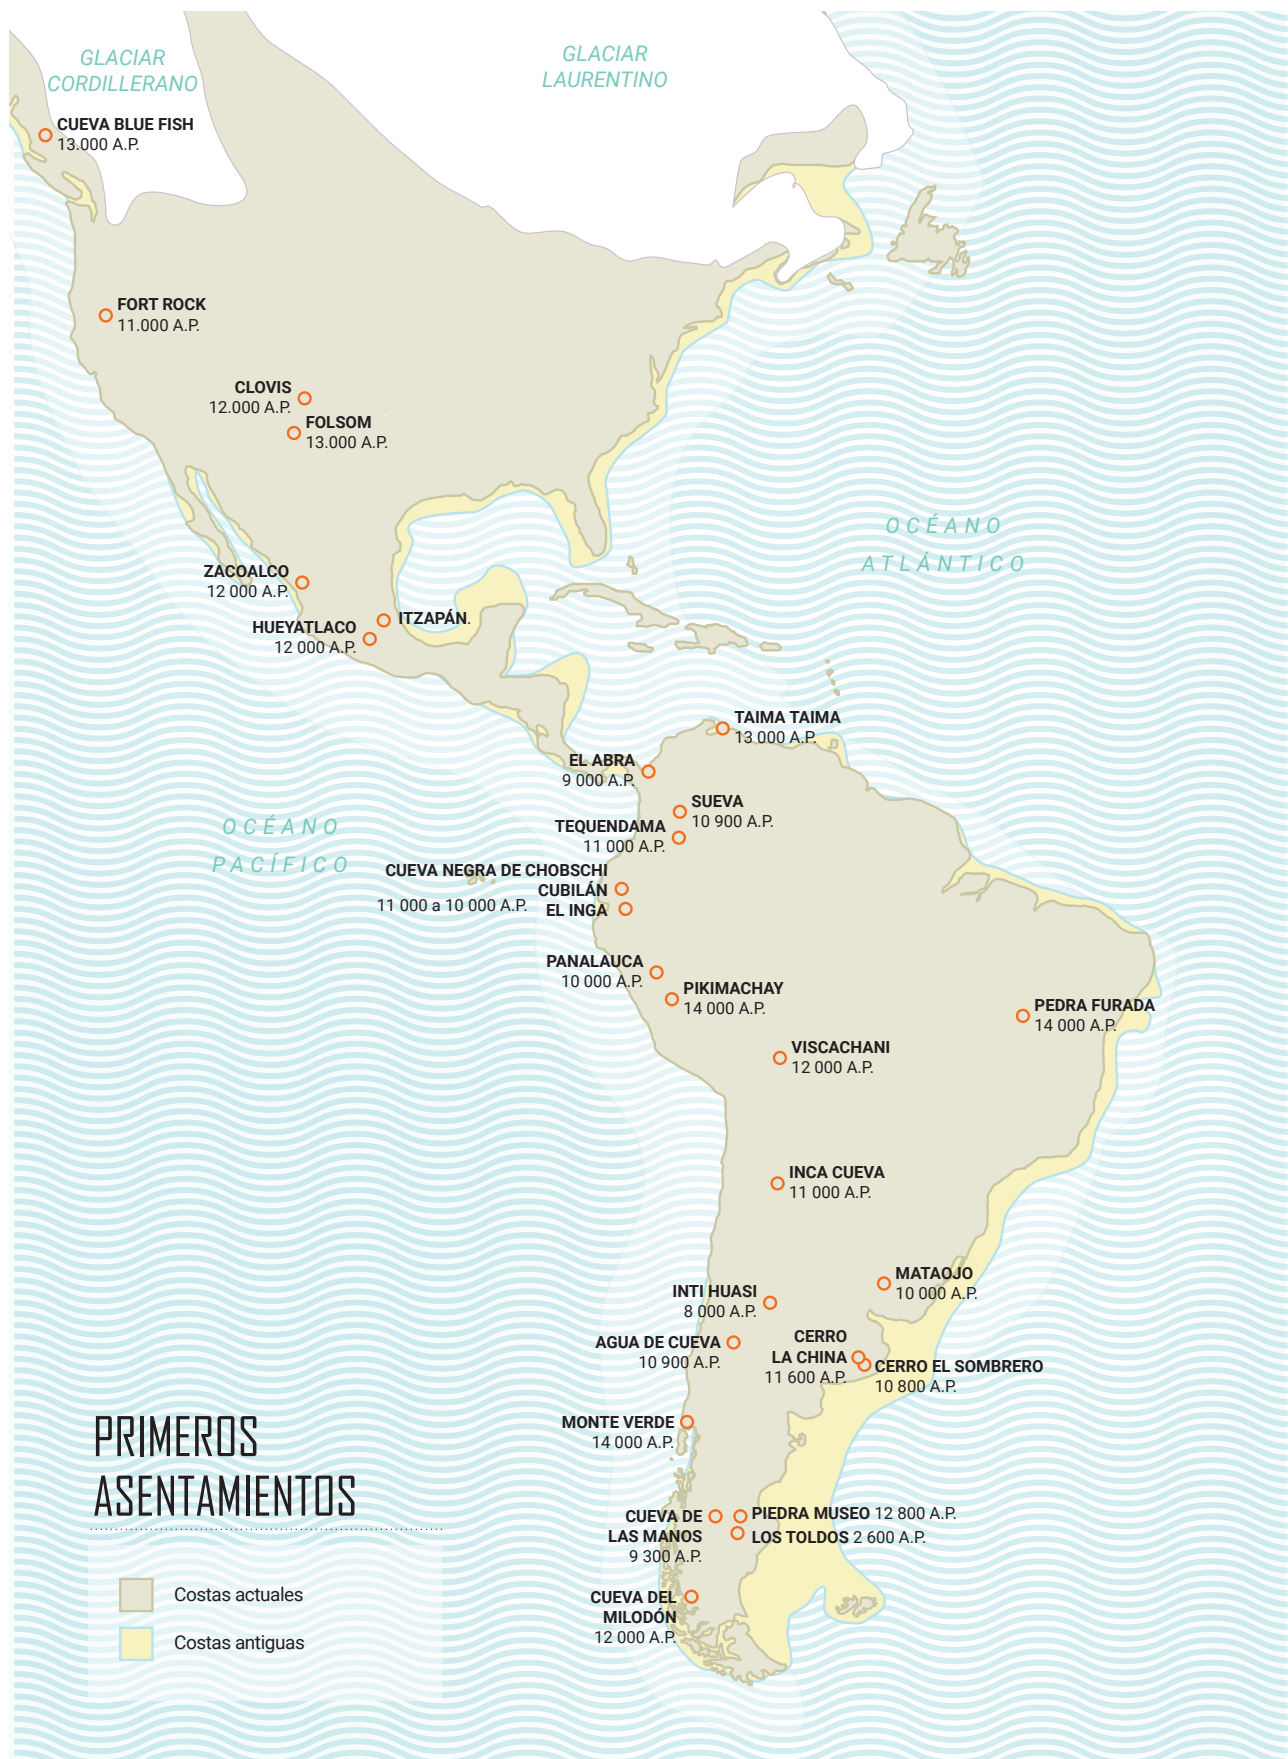 GLACIAR
CORDILLERANO
GLACIAR
LAURENTINO
CUEVA BLUE FISH
13.000 A.P.
FORT ROCK
11.000 A.P.
CLOVIS
12.000 A.P.
FOLSOM
13.000 A.P.
OCÉANO
ATLÁNTICO
ZACOALCO
12 000 A.P.
ITZAPÁN.
HUEYATLACO
12 000 A.P.
TAIMA TAIMA
13 000 A.P.
EL ABRA
9 000 A.P.
SUEVA
10 900 A.P.
TEQUENDAMA
11 000 A.P.
OCÉANO
PACÍFICO
CUEVA NEGRA DE CHOBSCHI
CUBILÁN
11 000 a 10 000 A.P.
EL INGA
PANALAUCA
10 000 A.P.
PIKIMACHAY
14 000 A.P.
PEDRA FURADA
14 000 A.P.
VISCACHANI
12 000 A.P.
INCA CUEVA
11 000 A.P.
MATAOJO
10 000 A.P.
INTI HUASI
8 000 A.P.
AGUA DE CUEVA
10 900 A.P.
CERRO
LA CHINA
11 600 A.P.
CERRO EL SOMBRERO
10 800 A.P.
MONTE VERDE
14 000 A.P.
CUEVA DE
LAS MANOS
9 300 A.P.
PIEDRA MUSEO 12 800 A.P.
LOS TOLDOS 2 600 A.P.
CUEVA DEL
MILODÓN
12 000 A.P.
PRIMEROS
ASENTAMIENTOS
Costas actuales
Costas antiguas